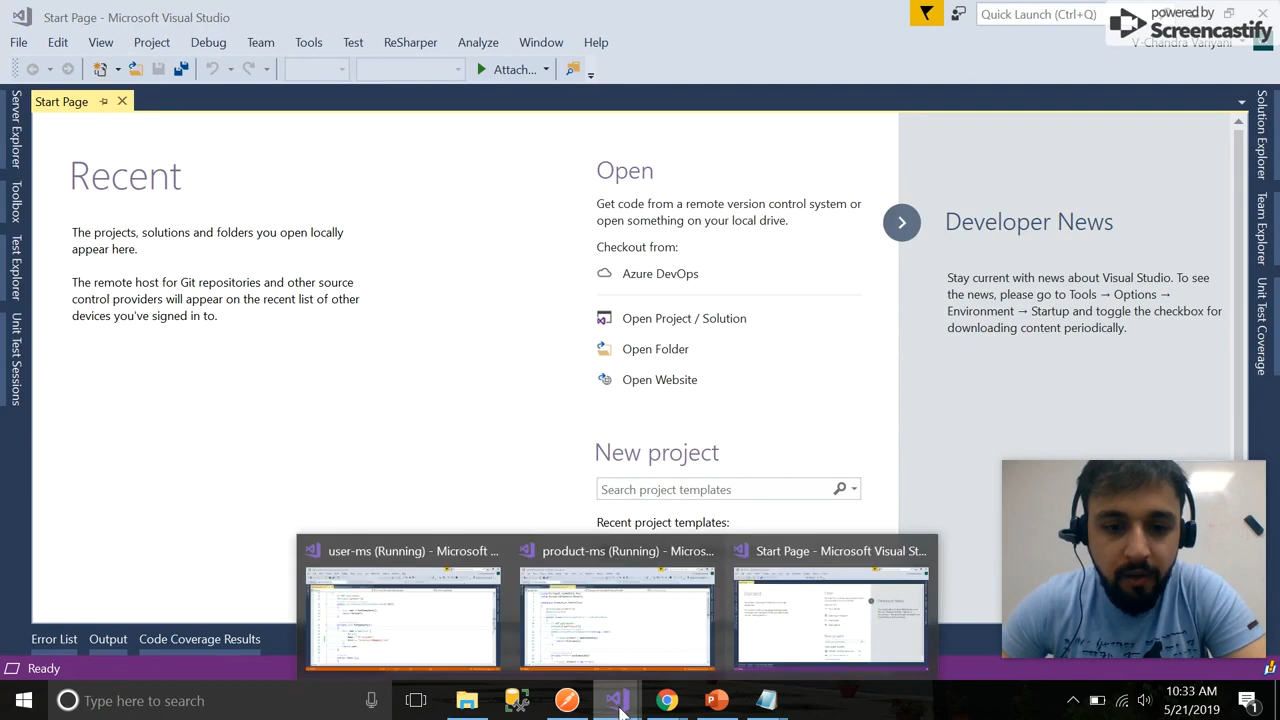 Start Page - Microsoft Visual Studio
Quick Launch (Ctrl+Q)
powered by
Screencastify
File Edit View Project Debug Team Tools Test ReSharper Analyze Window Help
V-Chandra Variyani
Attach...
Start Page
Server Explorer
Toolbox
Test Explorer
Unit Test Sessions
Recent
The projects, solutions and folders you open locally
appear here.
The remote host for Git repositories and other source
control providers will appear on the recent list of other
devices you've signed in to.
Open
Get code from a remote version control system or
open something on your local drive.
Checkout from:
Azure DevOps
Open Project / Solution
Open Folder
Open Website
New project
Search project templates
Recent project templates:
Developer News
Stay current with news about Visual Studio. To see
the news, please go to Tools → Options →
Environment → Startup and toggle the checkbox for
downloading content periodically.
Solution Explorer
Team Explorer
Unit Test Coverage
user-ms (Running) - Microsoft ...
product-ms (Running) - Micros...
Start Page - Microsoft Visual St...
Error List Output Code Coverage Results
Ready
Type here to search
10:33 AM
5/21/2019